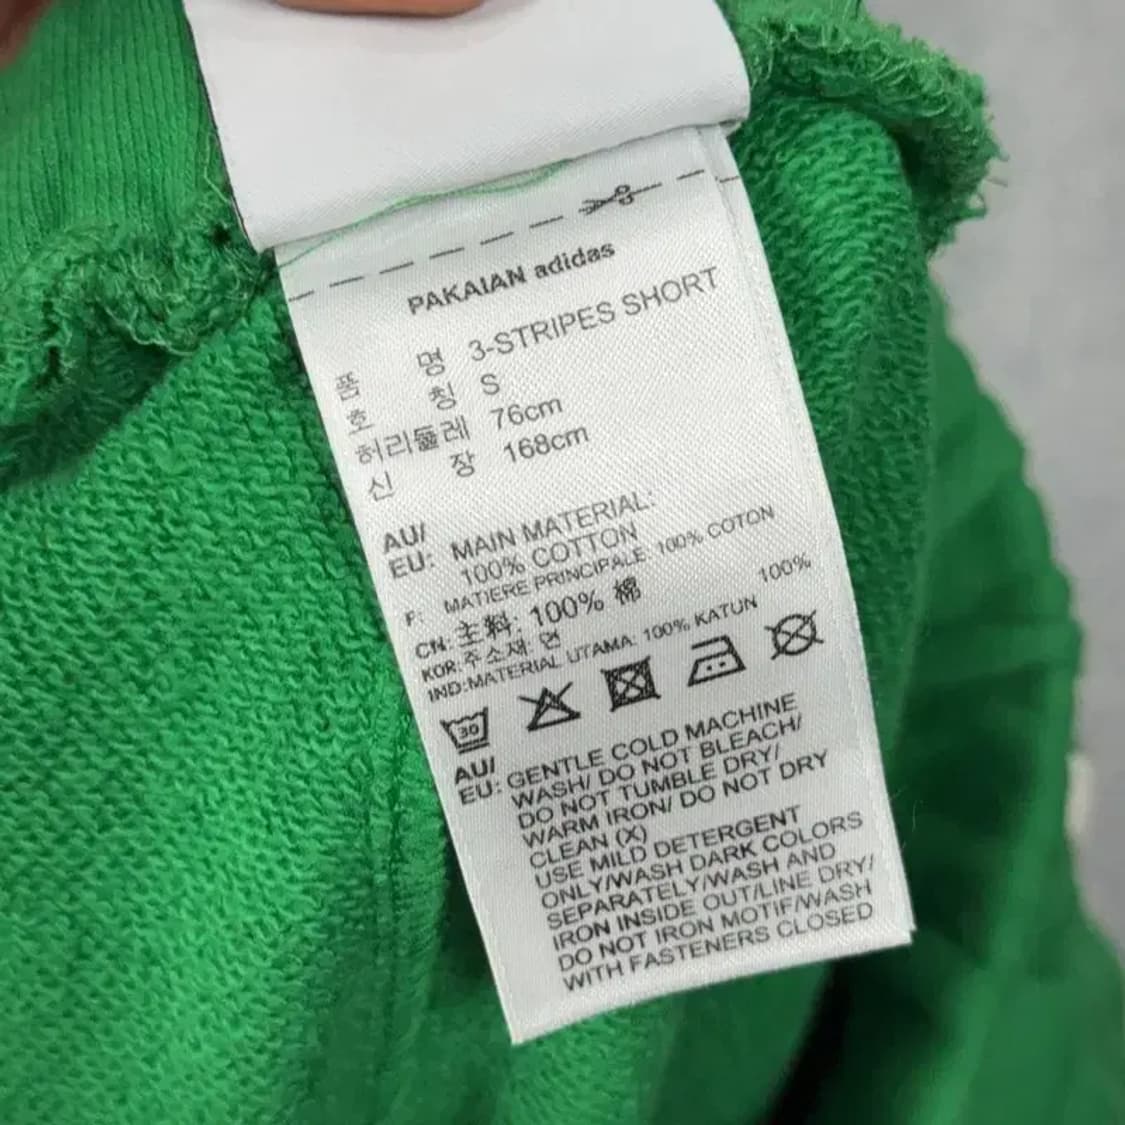 PAKAIAN adidas
품 명 3-STRIPES SHORT
호 칭 S
허리둘레 76cm
신 장 168cm
AU/
EU: MAIN MATERIAL:
100% COTTON
F: MATIERE PRINCIPALE: 100% COTON
CN: 主料: 100% 棉
KOR:주소재: 면 100%
IND:MATERIAL UTAMA: 100% KATUN
30
AU/
EU: GENTLE COLD MACHINE
WASH/ DO NOT BLEACH/
DO NOT TUMBLE DRY/
WARM IRON/ DO NOT DRY
CLEAN (X)
USE MILD DETERGENT
ONLY/WASH DARK COLORS
SEPARATELY/WASH AND
IRON INSIDE OUT/LINE DRY/
DO NOT IRON MOTIF/WASH
WITH FASTENERS CLOSED